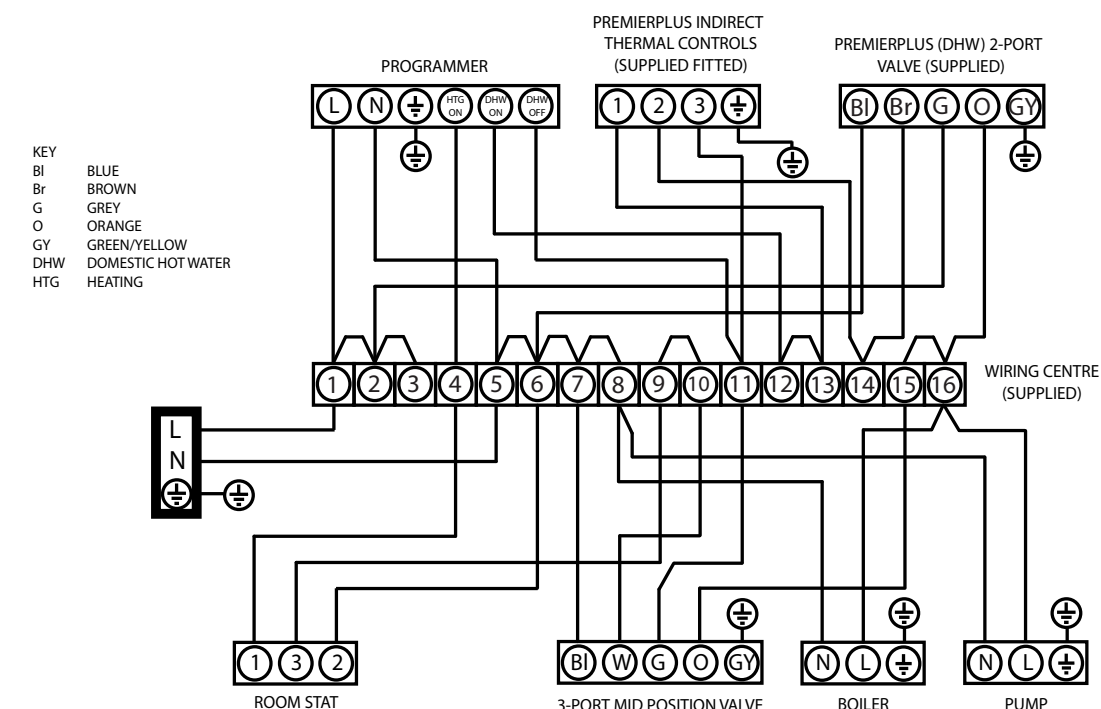 PREMIERPLUS INDIRECT
THERMAL CONTROLS
(SUPPLIED FITTED)
PREMIERPLUS (DHW) 2-PORT
VALVE (SUPPLIED)
PROGRAMMER
L N HTG ON DHW ON DHW OFF
1 2 3
Bl Br G O GY
KEY
Bl BLUE
Br BROWN
G GREY
O ORANGE
GY GREEN/YELLOW
DHW DOMESTIC HOT WATER
HTG HEATING
1 2 3 4 5 6 7 8 9 10 11 12 13 14 15 16
WIRING CENTRE
(SUPPLIED)
L
N
1 3 2
Bl W G O GY
N L
N L
ROOM STAT
3-PORT MID POSITION VALVE
BOILER
PUMP